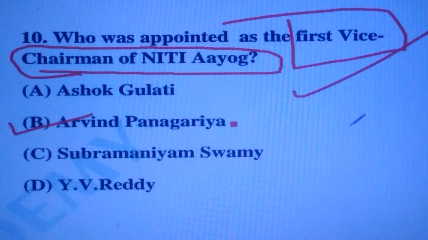 10. Who was appointed as the first Vice-
Chairman of NITI Aayog?
(A) Ashok Gulati
(B) Arvind Panagariya
(C) Subramaniyam Swamy
(D) Y.V.Reddy